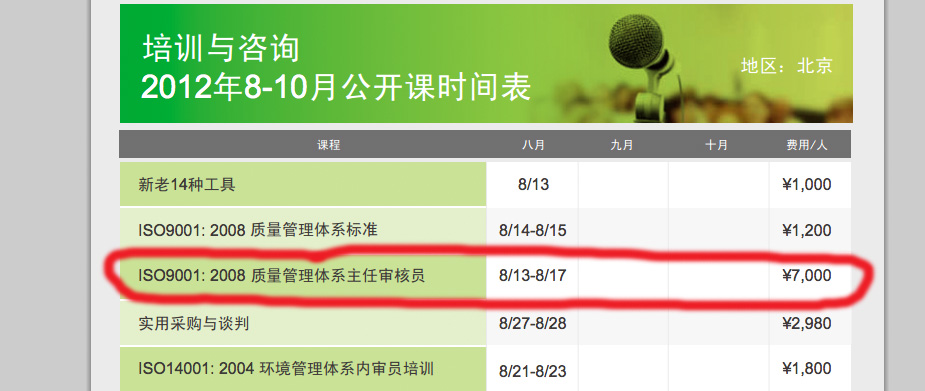 培训与咨询
2012年8-10月公开课时间表
地区：北京
课程 八月 九月 十月 费用/人
新老14种工具 8/13 ¥1,000
ISO9001: 2008 质量管理体系标准 8/14-8/15 ¥1,200
ISO9001: 2008 质量管理体系主任审核员 8/13-8/17 ¥7,000
实用采购与谈判 8/27-8/28 ¥2,980
ISO14001: 2004 环境管理体系内审员培训 8/21-8/23 ¥1,800